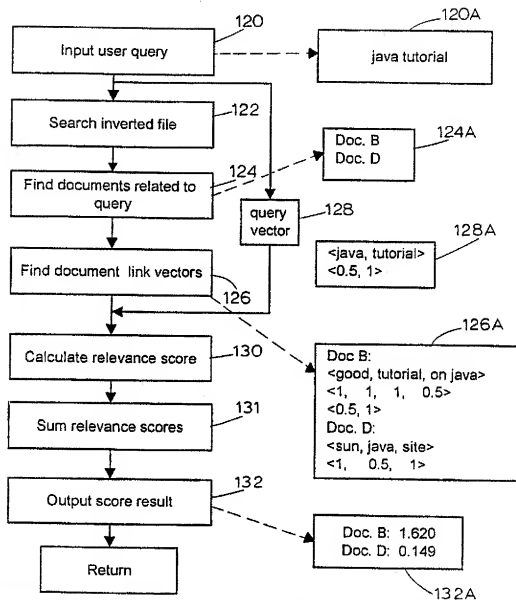 120
Input user query
120A
java tutorial
122
Search inverted file
124
Find documents related to
query
Doc. B
Doc. D
124A
128
query
vector
128A
<java, tutorial>
<0.5, 1>
Find document link vectors
126
126A
Doc B:
<good, tutorial, on java>
<1, 1, 1, 0.5>
<0.5, 1>
Doc. D:
<sun, java, site>
<1, 0.5, 1>
Calculate relevance score
130
Sum relevance scores
131
Output score result
132
Doc. B: 1.620
Doc. D: 0.149
132A
Return